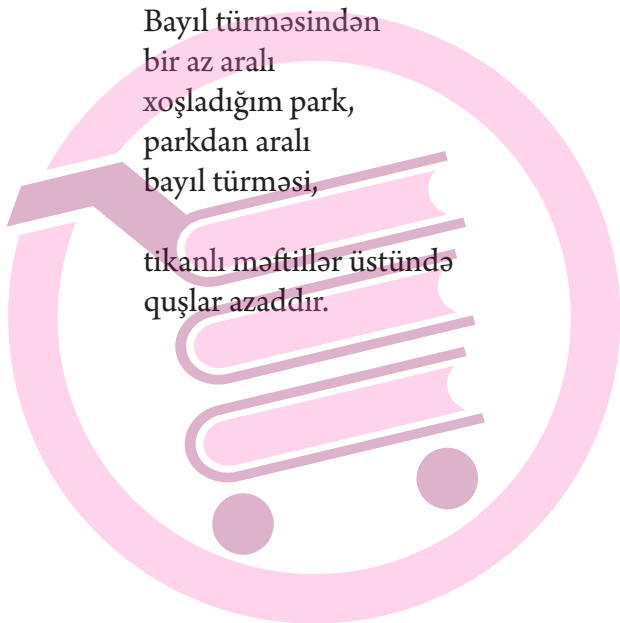 Bayıl türməsindən
bir az aralı
xoşladığım park,
parkdan aralı
bayıl türməsi,
tikanlı məftillər üstündə
quşlar azaddır.